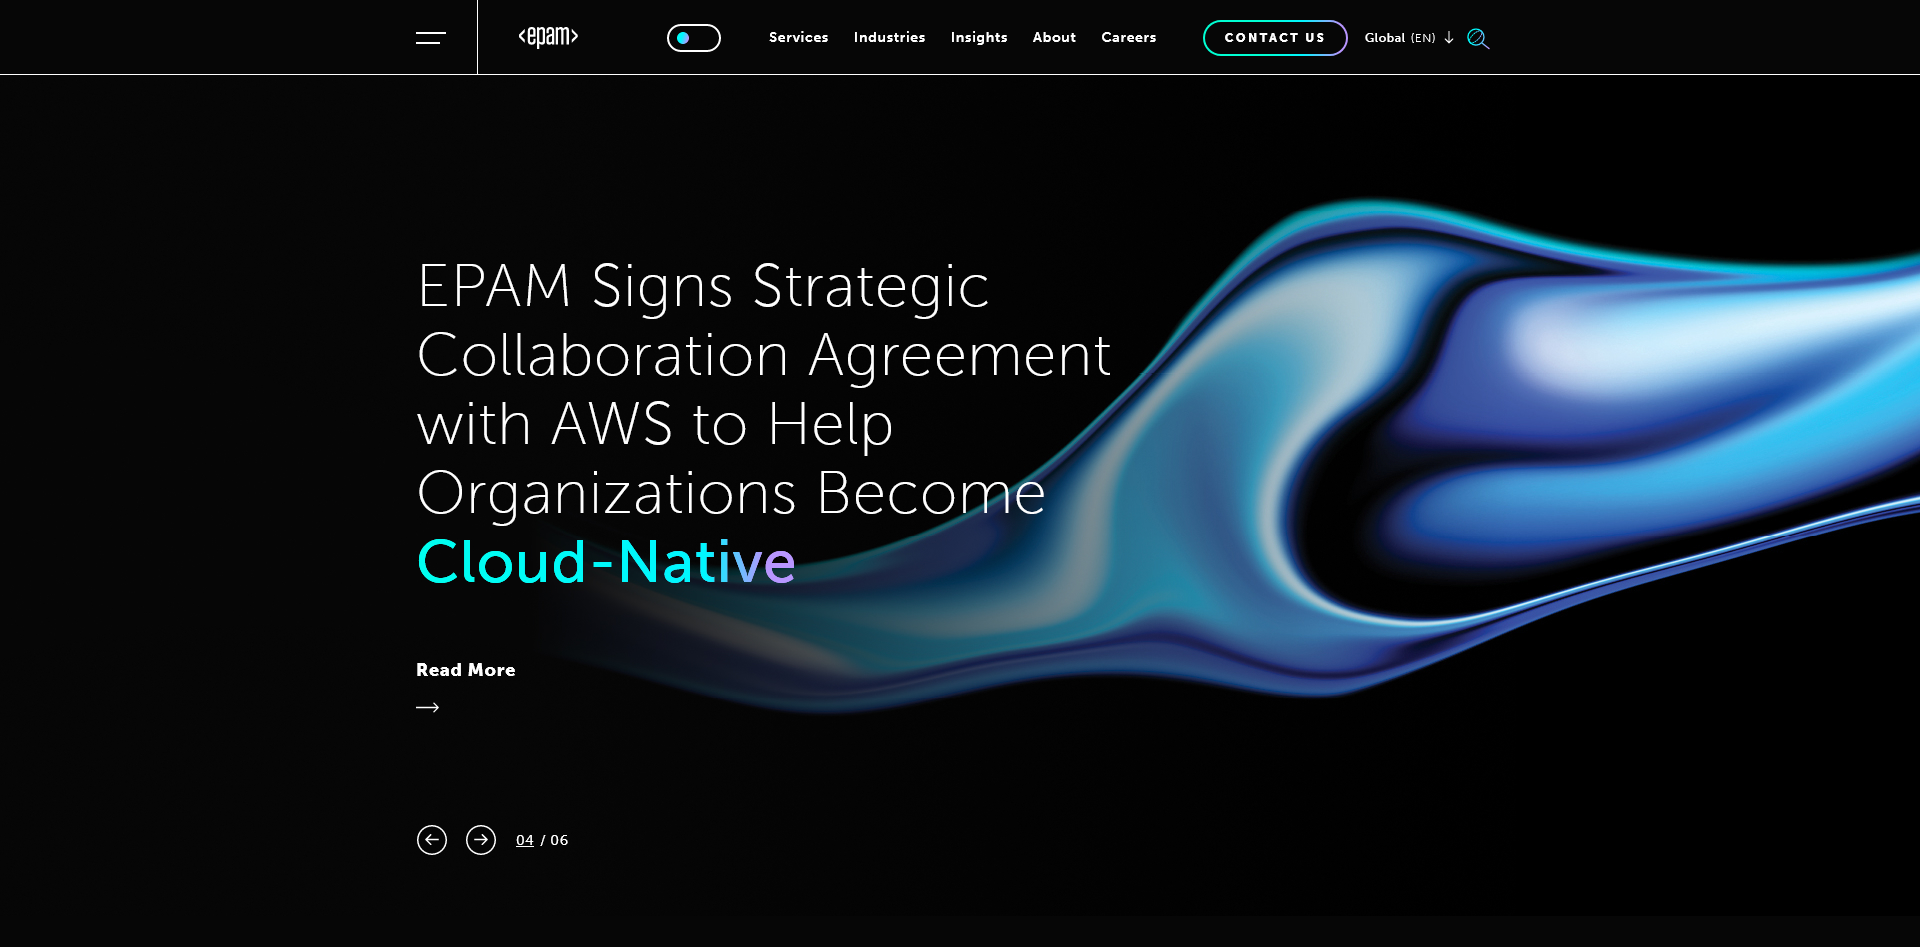 <epam>
Services
Industries
Insights
About
Careers
CONTACT US
Global (EN)
EPAM Signs Strategic
Collaboration Agreement
with AWS to Help
Organizations Become
Cloud-Native
Read More
04 / 06